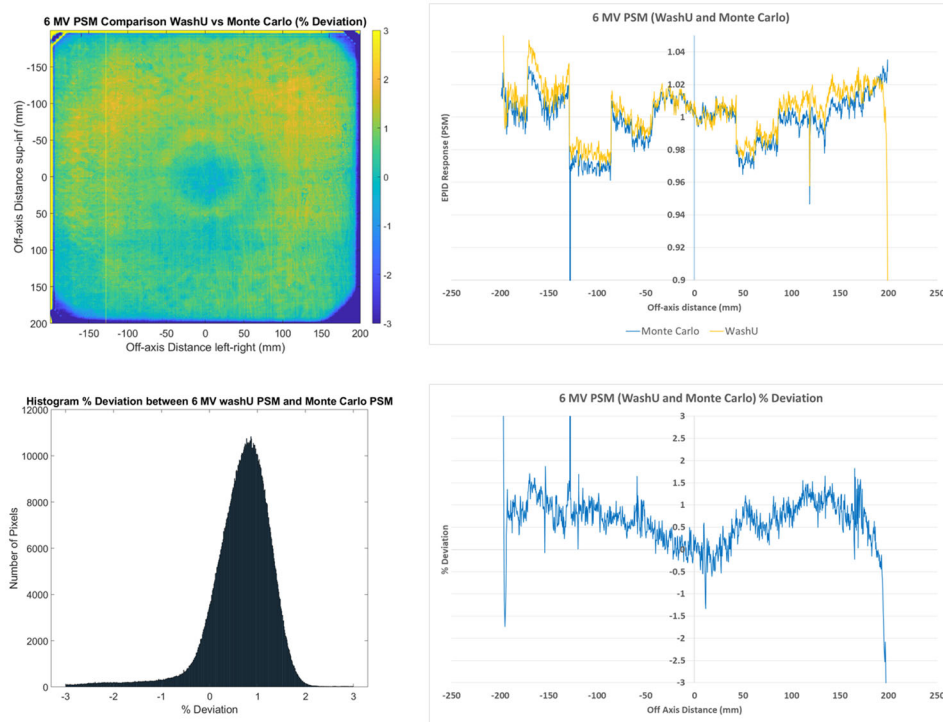 6 MV PSM Comparison WashU vs Monte Carlo (% Deviation)
Off-axis Distance sup-inf (mm)
-150
-100
-50
0
50
100
150
200
-150 -100 -50 0 50 100 150 200
Off-axis Distance left-right (mm)
3
2
1
0
-1
-2
-3
6 MV PSM (WashU and Monte Carlo)
EPID Response (PSM)
1.04
1.02
1
0.98
0.96
0.94
0.92
0.9
-250 -200 -150 -100 -50 0 50 100 150 200 250
Off-axis distance (mm)
Monte Carlo WashU
Histogram % Deviation between 6 MV washU PSM and Monte Carlo PSM
Number of Pixels
12000
10000
8000
6000
4000
2000
0
-3 -2 -1 0 1 2 3
% Deviation
6 MV PSM (WashU and Monte Carlo) % Deviation
% Deviation
3
2.5
2
1.5
1
0.5
0
-0.5
-1
-1.5
-2
-2.5
-3
-250 -200 -150 -100 -50 0 50 100 150 200 250
Off Axis Distance (mm)